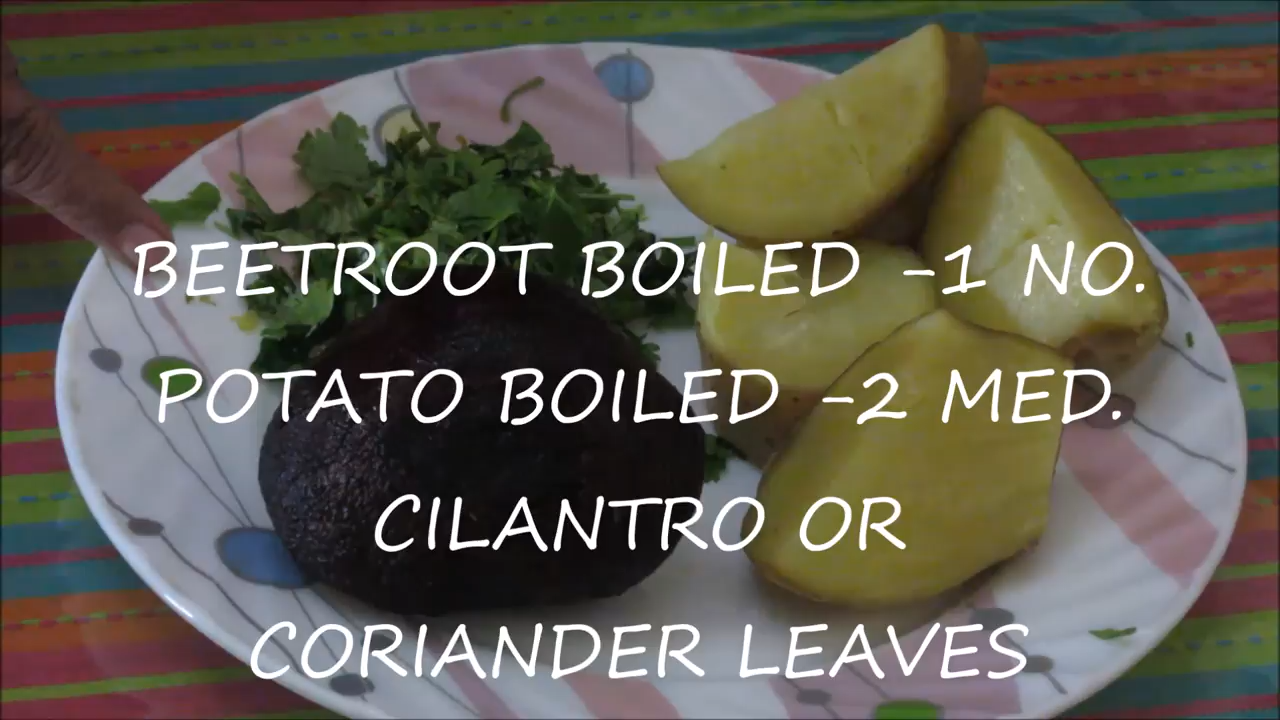 BEETROOT BOILED -1 NO.
POTATO BOILED -2 MED.
CILANTRO OR
CORIANDER LEAVES